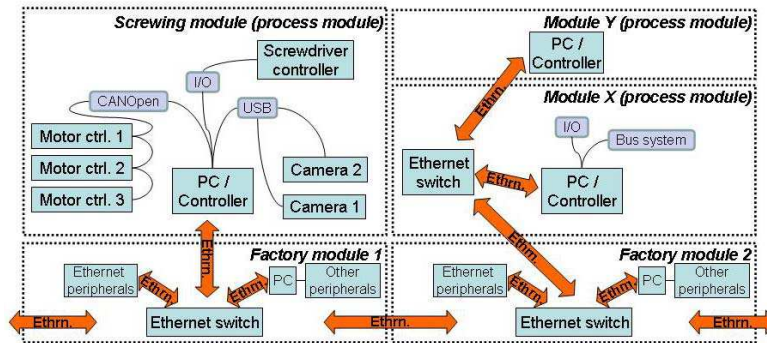 Screwing module (process module)
Screwdriver
controller
I/O
CANOpen
USB
Motor ctrl. 1
Motor ctrl. 2
Motor ctrl. 3
PC /
Controller
Camera 2
Camera 1
Ethrn.
Module Y (process module)
PC /
Controller
Ethrn.
Module X (process module)
I/O
Bus system
Ethernet
switch
Ethrn.
PC /
Controller
Ethrn.
Factory module 1
Ethernet
peripherals
Ethrn.
Ethrn.
PC
Other
peripherals
Ethrn.
Ethernet switch
Ethrn.
Factory module 2
Ethernet
peripherals
Ethrn.
Ethrn.
PC
Other
peripherals
Ethernet switch
Ethrn.